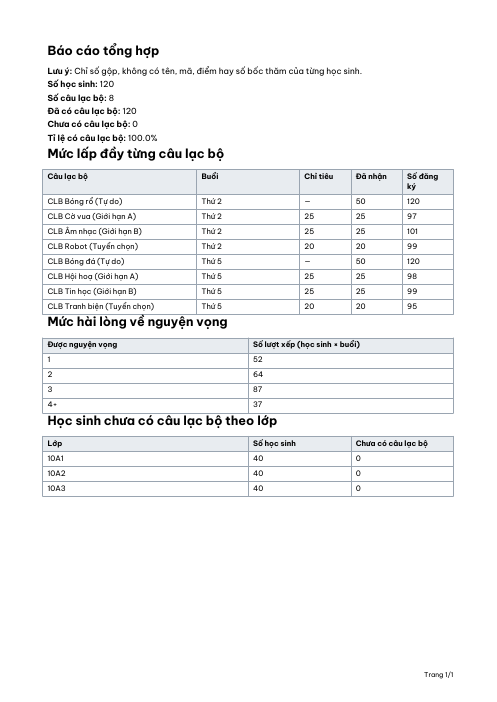 Báo cáo tổng hợp
Lưu ý: Chỉ số gộp, không có tên, mã, điểm hay số bốc thăm của từng học sinh.
Số học sinh: 120
Số câu lạc bộ: 8
Đã có câu lạc bộ: 120
Chưa có câu lạc bộ: 0
Tỉ lệ có câu lạc bộ: 100.0%
Mức lấp đầy từng câu lạc bộ
Câu lạc bộ Buổi Chỉ tiêu Đã nhận Số đăng ký
CLB Bóng rổ (Tự do) Thứ 2 — 50 120
CLB Cờ vua (Giới hạn A) Thứ 2 25 25 97
CLB Âm nhạc (Giới hạn B) Thứ 2 25 25 101
CLB Robot (Tuyển chọn) Thứ 2 20 20 99
CLB Bóng đá (Tự do) Thứ 5 — 50 120
CLB Hội hoạ (Giới hạn A) Thứ 5 25 25 98
CLB Tin học (Giới hạn B) Thứ 5 25 25 99
CLB Tranh biện (Tuyển chọn) Thứ 5 20 20 95
Mức hài lòng về nguyện vọng
Được nguyện vọng Số lượt xếp (học sinh × buổi)
1 52
2 64
3 87
4+ 37
Học sinh chưa có câu lạc bộ theo lớp
Lớp Số học sinh Chưa có câu lạc bộ
10A1 40 0
10A2 40 0
10A3 40 0
Trang 1/1